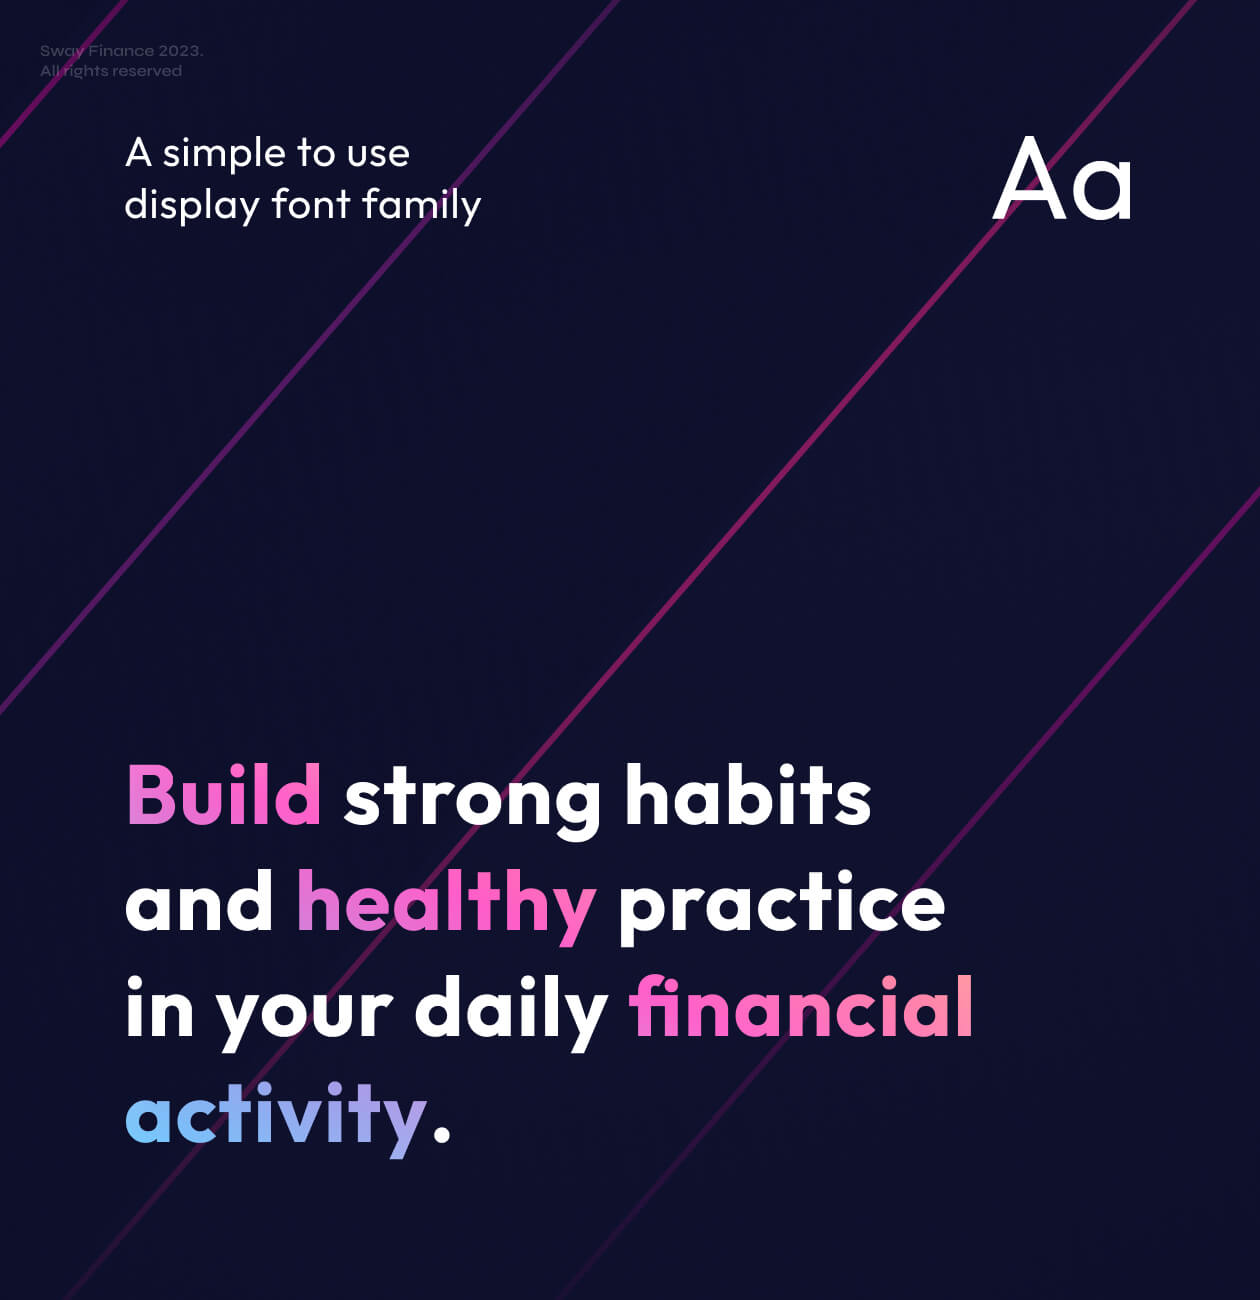 Sway Finance 2023.
All rights reserved
A simple to use
display font family
Aa
Build strong habits
and healthy practice
in your daily financial
activity.